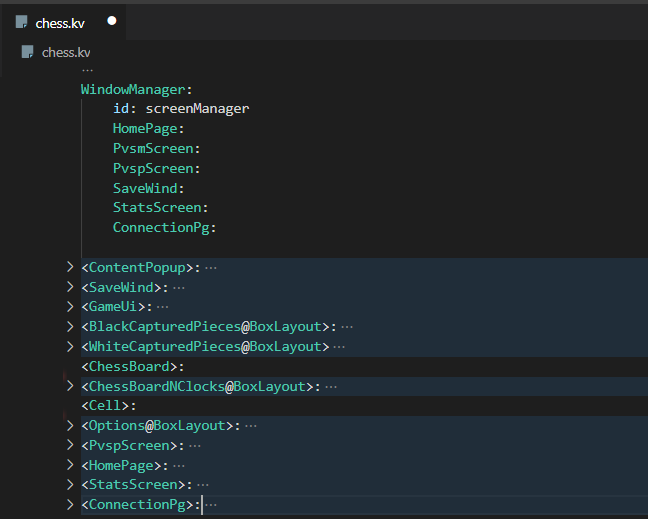 chess.kv
chess.kv
...
WindowManager:
id: screenManager
HomePage:
PvsmScreen:
PvspScreen:
SaveWind:
StatsScreen:
ConnectionPg:
<ContentPopup>: ...
<SaveWind>: ...
<GameUi>: ...
<BlackCapturedPieces@BoxLayout>: ...
<WhiteCapturedPieces@BoxLayout> ...
<ChessBoard>:
<ChessBoardNClocks@BoxLayout>: ...
<Cell>:
<Options@BoxLayout>: ...
<PvspScreen>: ...
<HomePage>: ...
<StatsScreen>: ...
<ConnectionPg>: ...